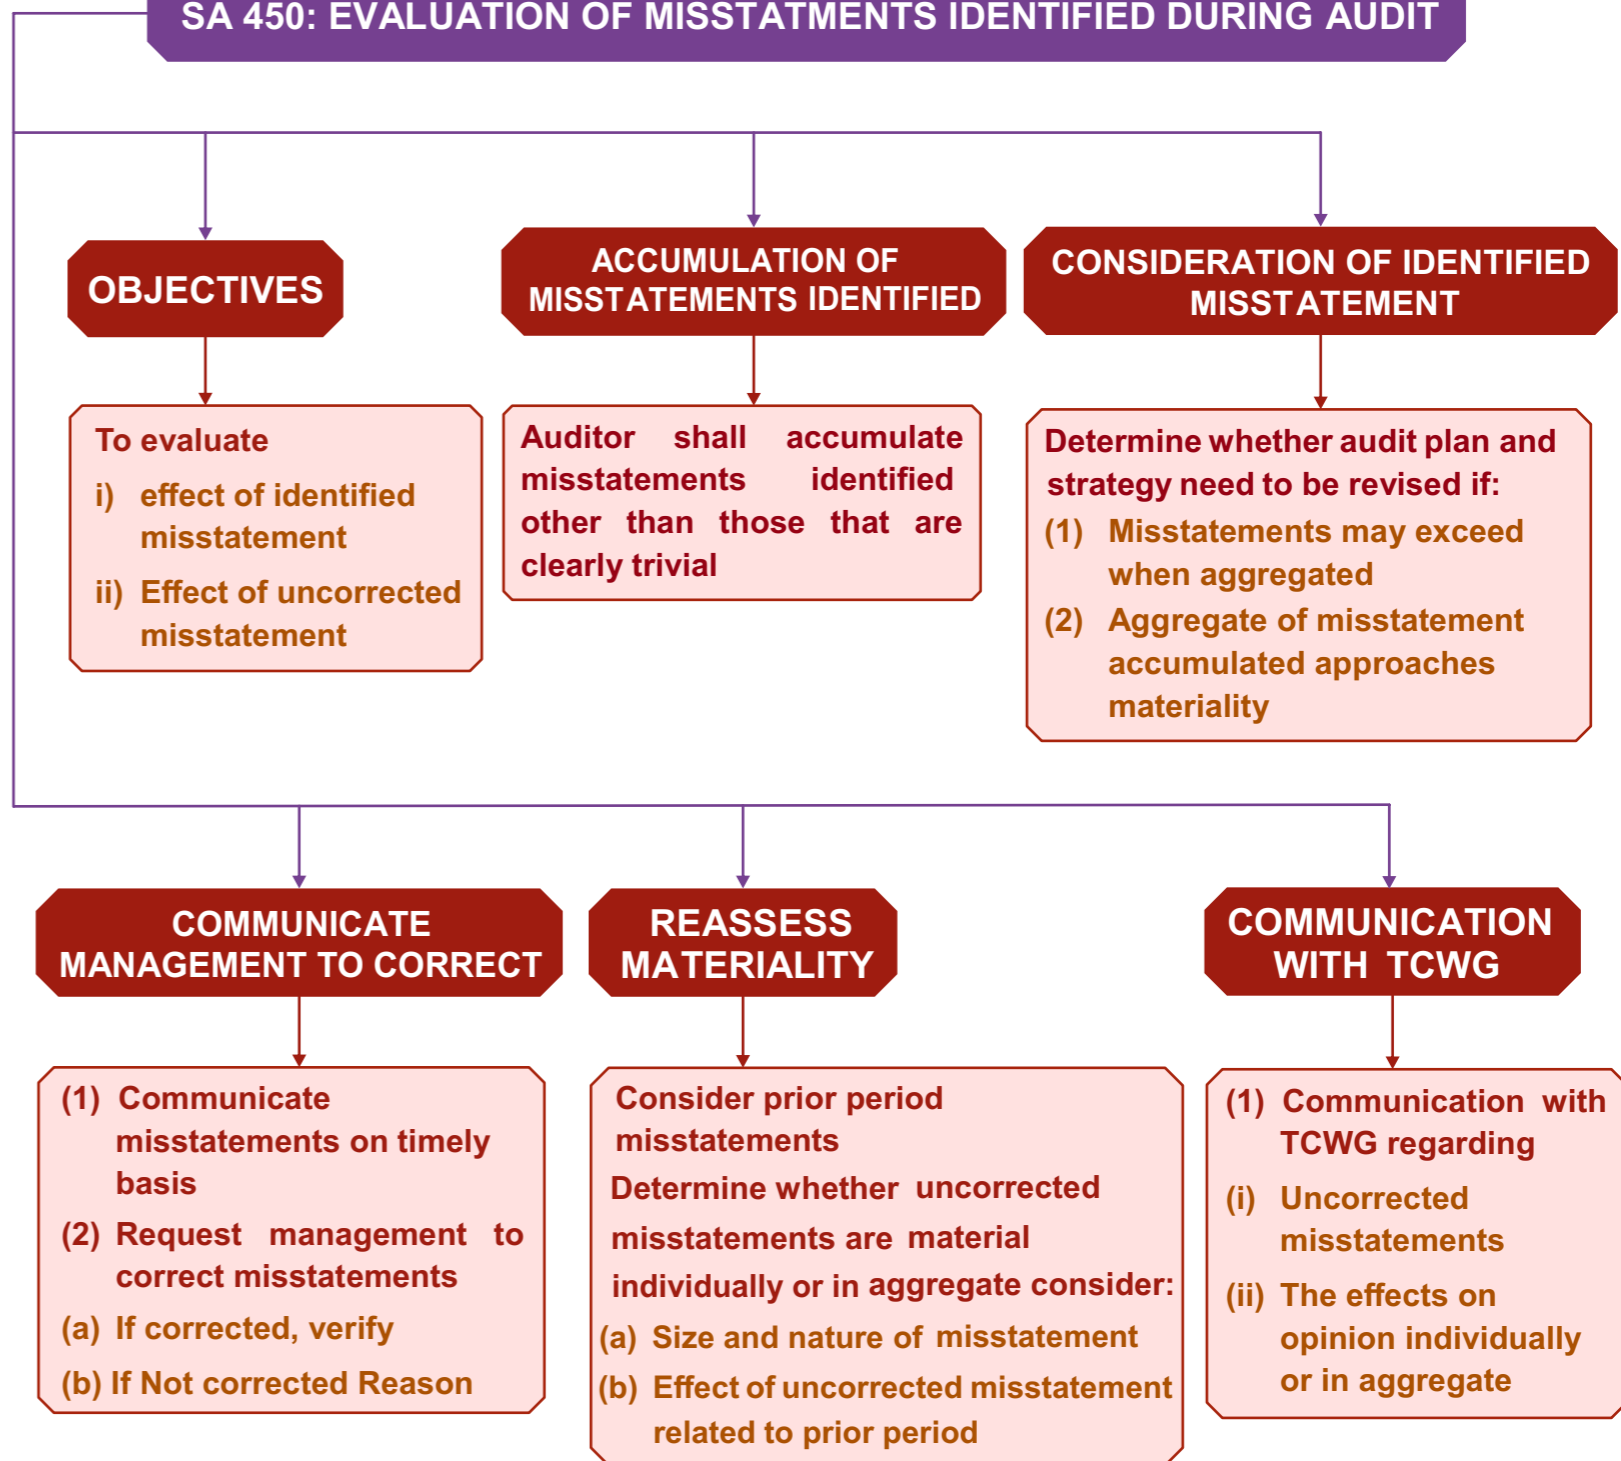 SA 450: EVALUATION OF MISSTATMENTS IDENTIFIED DURING AUDIT
OBJECTIVES
To evaluate
i) effect of identified
misstatement
ii) Effect of uncorrected
misstatement
ACCUMULATION OF
MISSTATEMENTS IDENTIFIED
Auditor shall accumulate
misstatements identified
other than those that are
clearly trivial
CONSIDERATION OF IDENTIFIED
MISSTATEMENT
Determine whether audit plan and
strategy need to be revised if:
(1) Misstatements may exceed
when aggregated
(2) Aggregate of misstatement
accumulated approaches
materiality
COMMUNICATE
MANAGEMENT TO CORRECT
(1) Communicate
misstatements on timely
basis
(2) Request management to
correct misstatements
(a) If corrected, verify
(b) If Not corrected Reason
REASSESS
MATERIALITY
Consider prior period
misstatements
Determine whether uncorrected
misstatements are material
individually or in aggregate consider:
(a) Size and nature of misstatement
(b) Effect of uncorrected misstatement
related to prior period
COMMUNICATION
WITH TCWG
(1) Communication with
TCWG regarding
(i) Uncorrected
misstatements
(ii) The effects on
opinion individually
or in aggregate